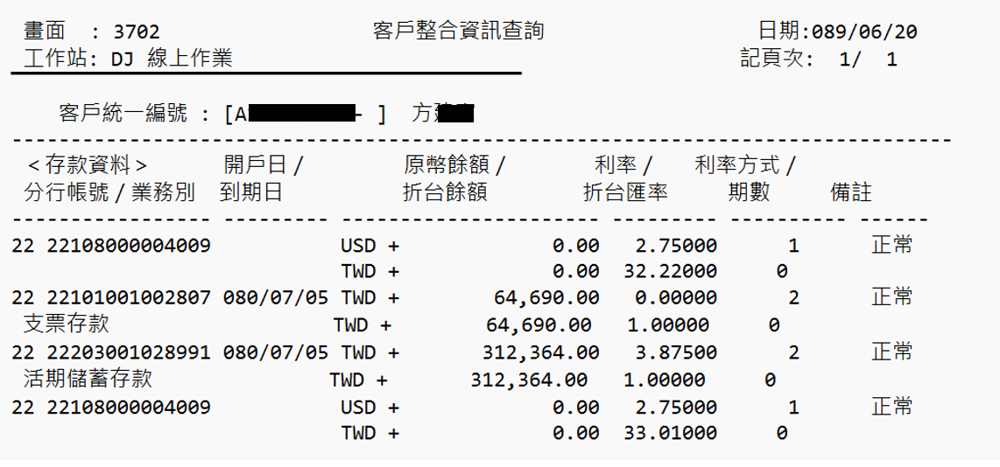 畫面 : 3702 客戶整合資訊查詢 日期:089/06/20
工作站: DJ 線上作業 記頁次: 1/ 1
客戶統一編號 : [A - ] 方
--------------------------------------------------------------------------------
<存款資料> 開戶日/ 原幣餘額/ 利率/ 利率方式/
分行帳號/業務別 到期日 折台餘額 折台匯率 期數 備註
----------------- --------- ---------------------- --------- ---------- ------
22 22108000004009 USD + 0.00 2.75000 1 正常
TWD + 0.00 32.22000 0
22 22101001002807 080/07/05 TWD + 64,690.00 0.00000 2 正常
支票存款 TWD + 64,690.00 1.00000 0
22 22203001028991 080/07/05 TWD + 312,364.00 3.87500 2 正常
活期儲蓄存款 TWD + 312,364.00 1.00000 0
22 22108000004009 USD + 0.00 2.75000 1 正常
TWD + 0.00 33.01000 0